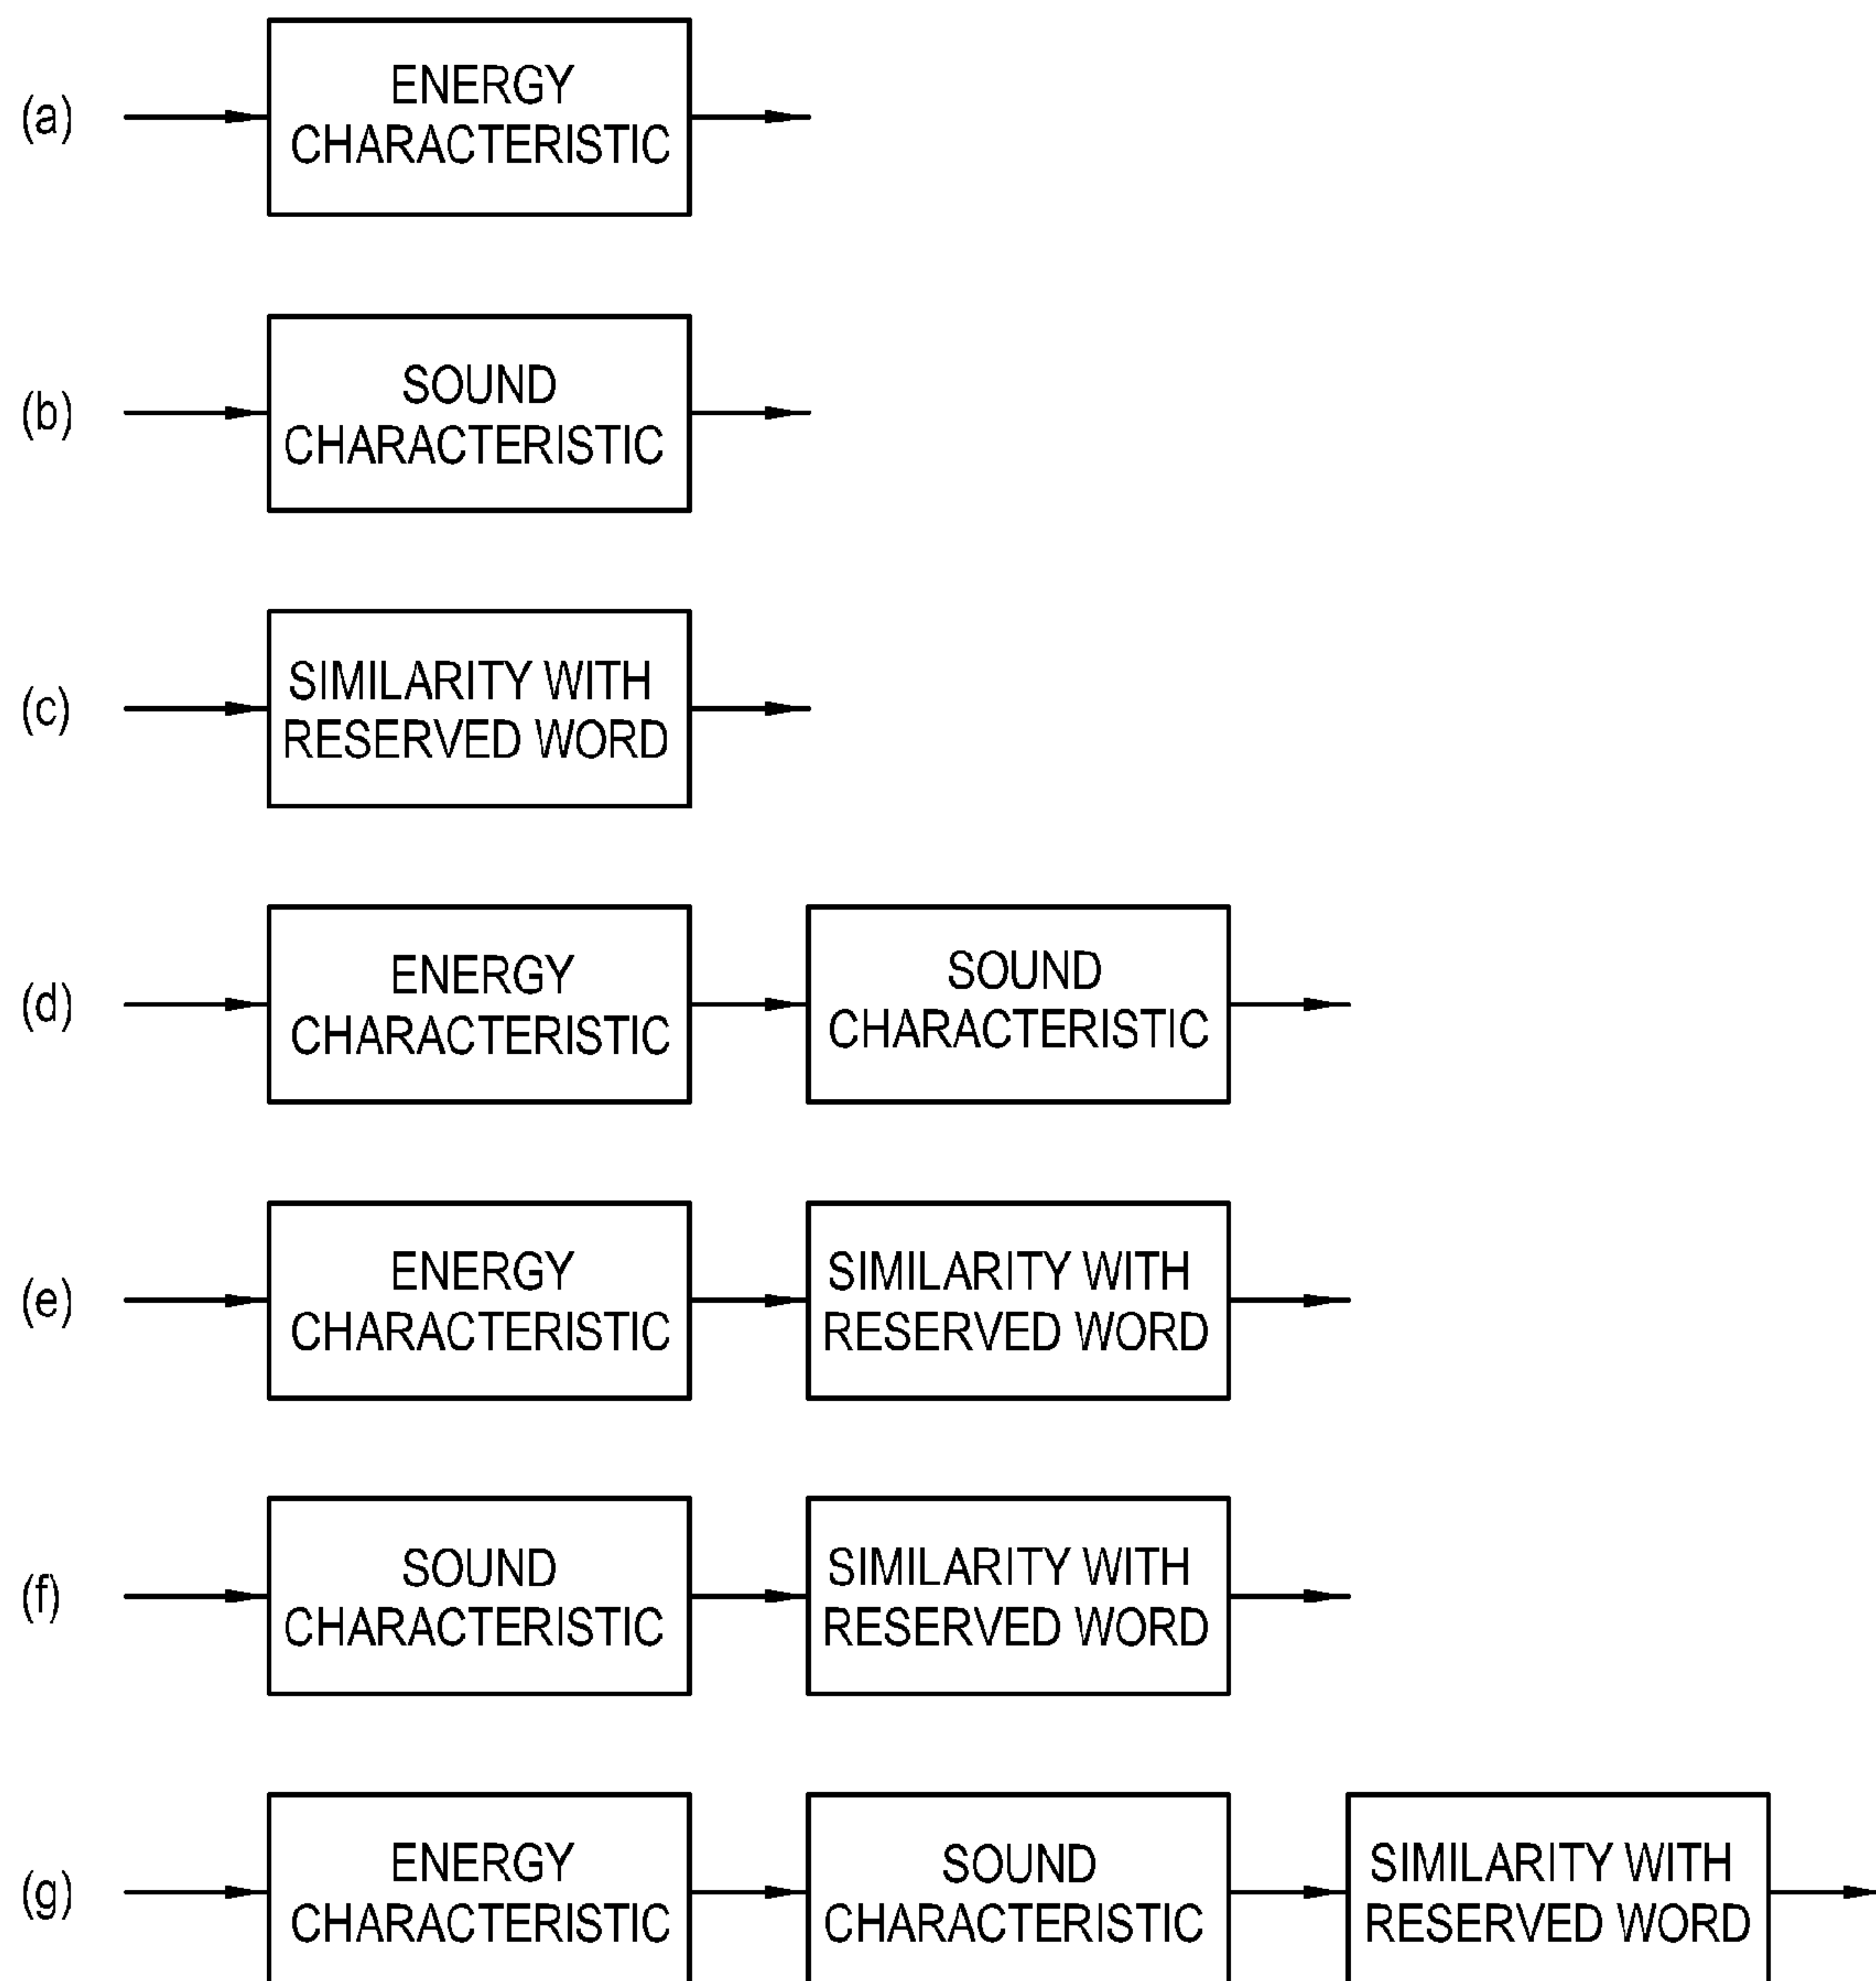 (a)
ENERGY
CHARACTERISTIC
(b)
SOUND
CHARACTERISTIC
(c)
SIMILARITY WITH
RESERVED WORD
(d)
ENERGY
CHARACTERISTIC
SOUND
CHARACTERISTIC
(e)
ENERGY
CHARACTERISTIC
SIMILARITY WITH
RESERVED WORD
(f)
SOUND
CHARACTERISTIC
SIMILARITY WITH
RESERVED WORD
(g)
ENERGY
CHARACTERISTIC
SOUND
CHARACTERISTIC
SIMILARITY WITH
RESERVED WORD